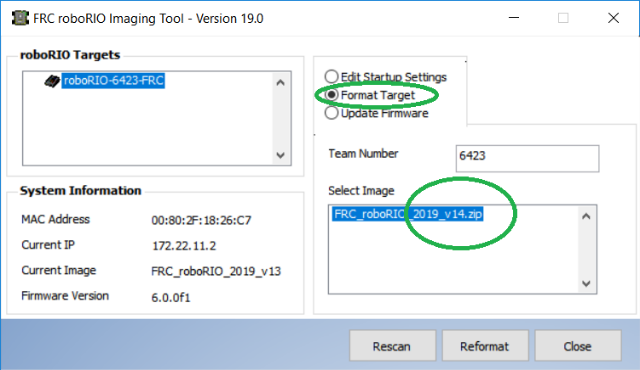 FRC roboRIO Imaging Tool - Version 19.0
roboRIO Targets
roboRIO-6423-FRC
Edit Startup Settings
Format Target
Update Firmware
Team Number 6423
Select Image
FRC_roboRIO_2019_v14.zip
System Information
MAC Address 00:80:2F:18:26:C7
Current IP 172.22.11.2
Current Image FRC_roboRIO_2019_v13
Firmware Version 6.0.0f1
Rescan Reformat Close